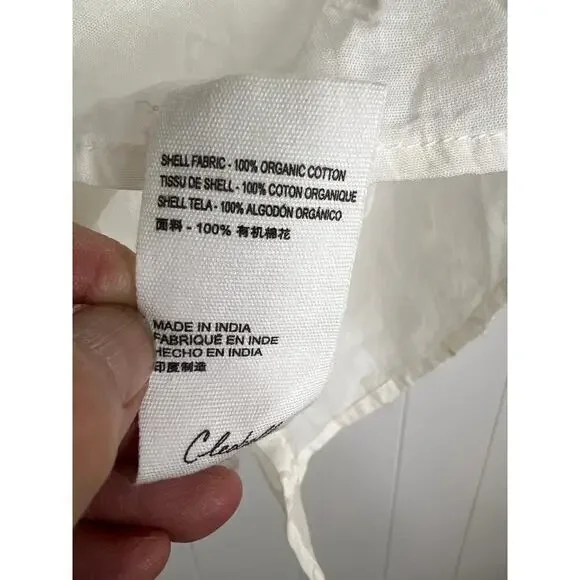 SHELL FABRIC - 100% ORGANIC COTTON
TISSU DE SHELL - 100% COTON ORGANIQUE
SHELL TELA - 100% ALGODÓN ORGÁNICO
面料 - 100% 有机棉花
MADE IN INDIA
FABRIQUÉ EN INDE
HECHO EN INDIA
印度制造